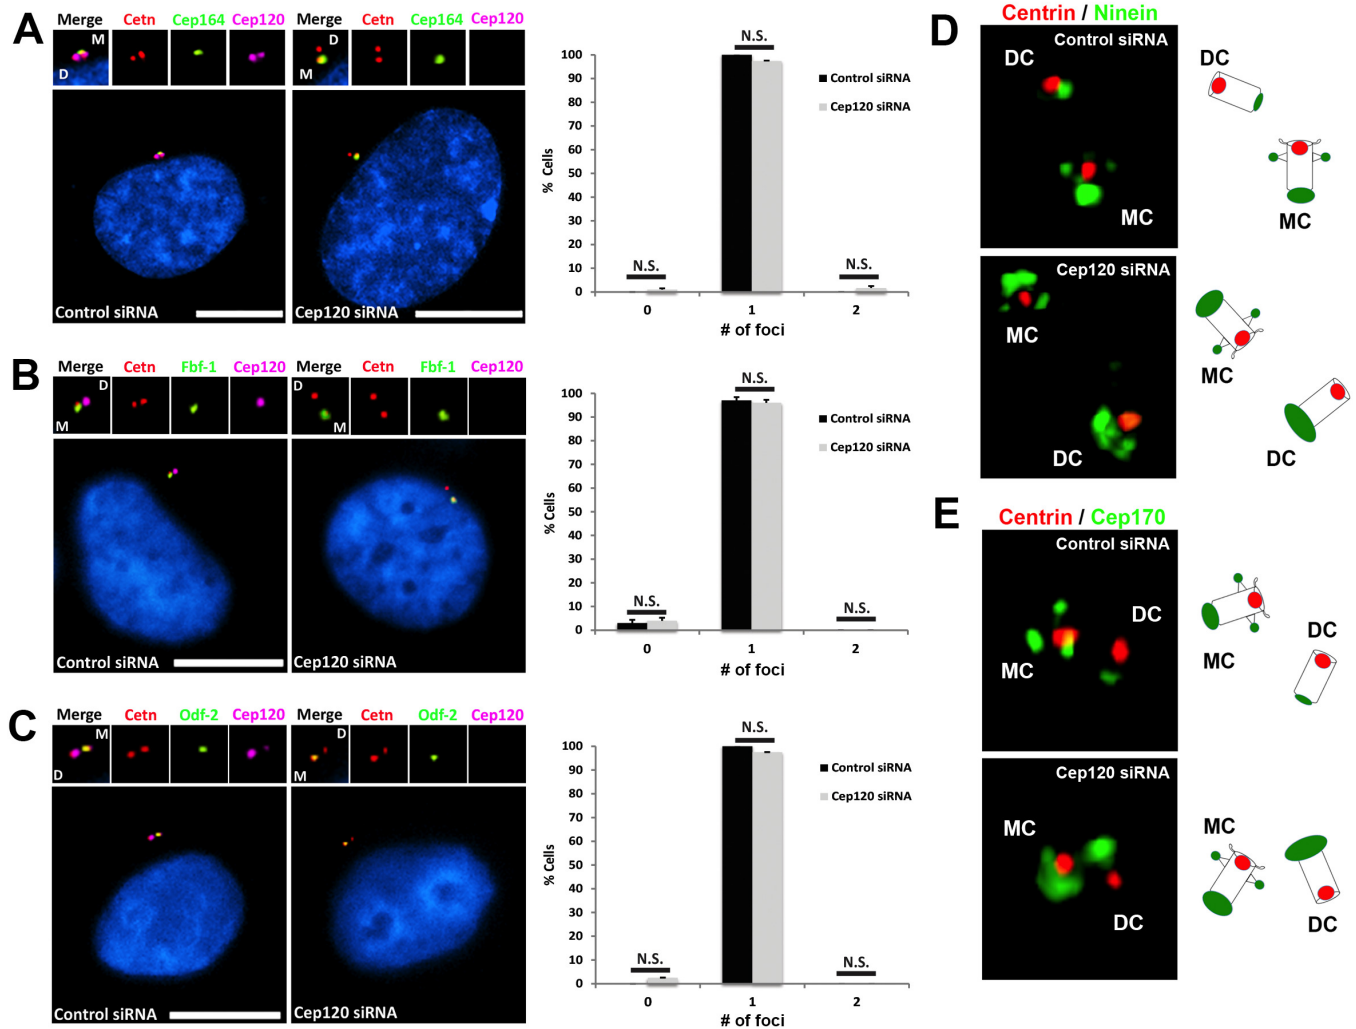 A
Merge Cetn Cep164 Cep120
M
D
Merge Cetn Cep164 Cep120
D
M
Control siRNA
Cep120 siRNA
% Cells
100
90
80
70
60
50
40
30
20
10
0
N.S.
N.S.
N.S.
Control siRNA
Cep120 siRNA
0 1 2
# of foci
B
Merge Cetn Fbf-1 Cep120
D
M
Merge Cetn Fbf-1 Cep120
D
M
Control siRNA
Cep120 siRNA
% Cells
100
90
80
70
60
50
40
30
20
10
0
N.S.
N.S.
N.S.
Control siRNA
Cep120 siRNA
0 1 2
# of foci
C
Merge Cetn Odf-2 Cep120
M
D
Merge Cetn Odf-2 Cep120
D
M
Control siRNA
Cep120 siRNA
% Cells
100
90
80
70
60
50
40
30
20
10
0
N.S.
N.S.
N.S.
Control siRNA
Cep120 siRNA
0 1 2
# of foci
D
Centrin / Ninein
Control siRNA
DC
MC
DC
MC
Cep120 siRNA
MC
DC
MC
DC
E
Centrin / Cep170
Control siRNA
DC
MC
DC
MC
Cep120 siRNA
MC
DC
MC
DC